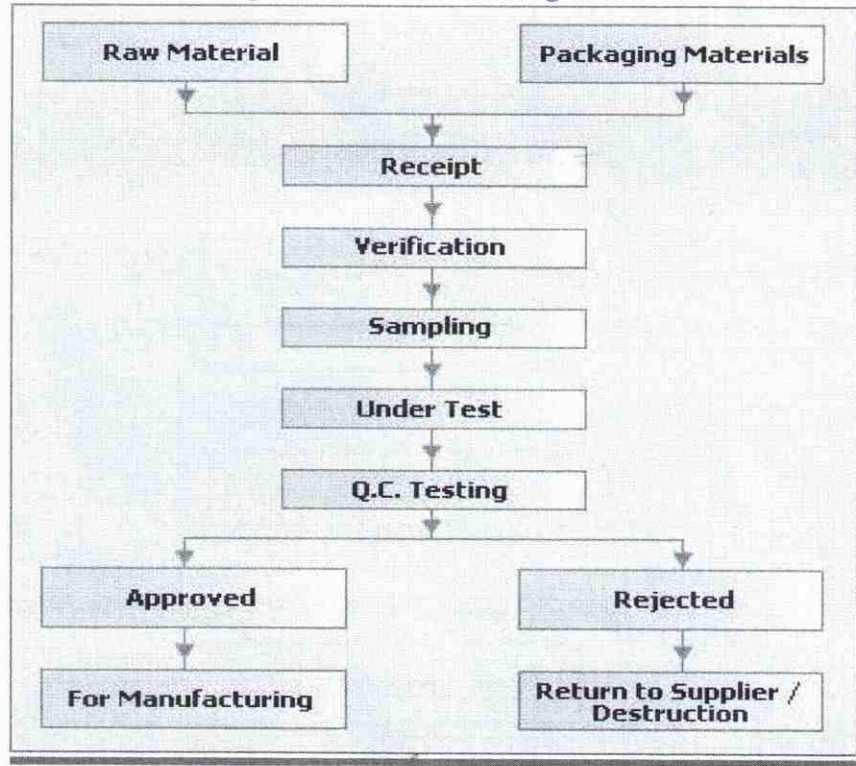 Raw Material
Packaging Materials
Receipt
Verification
Sampling
Under Test
Q.C. Testing
Approved
Rejected
For Manufacturing
Return to Supplier /
Destruction